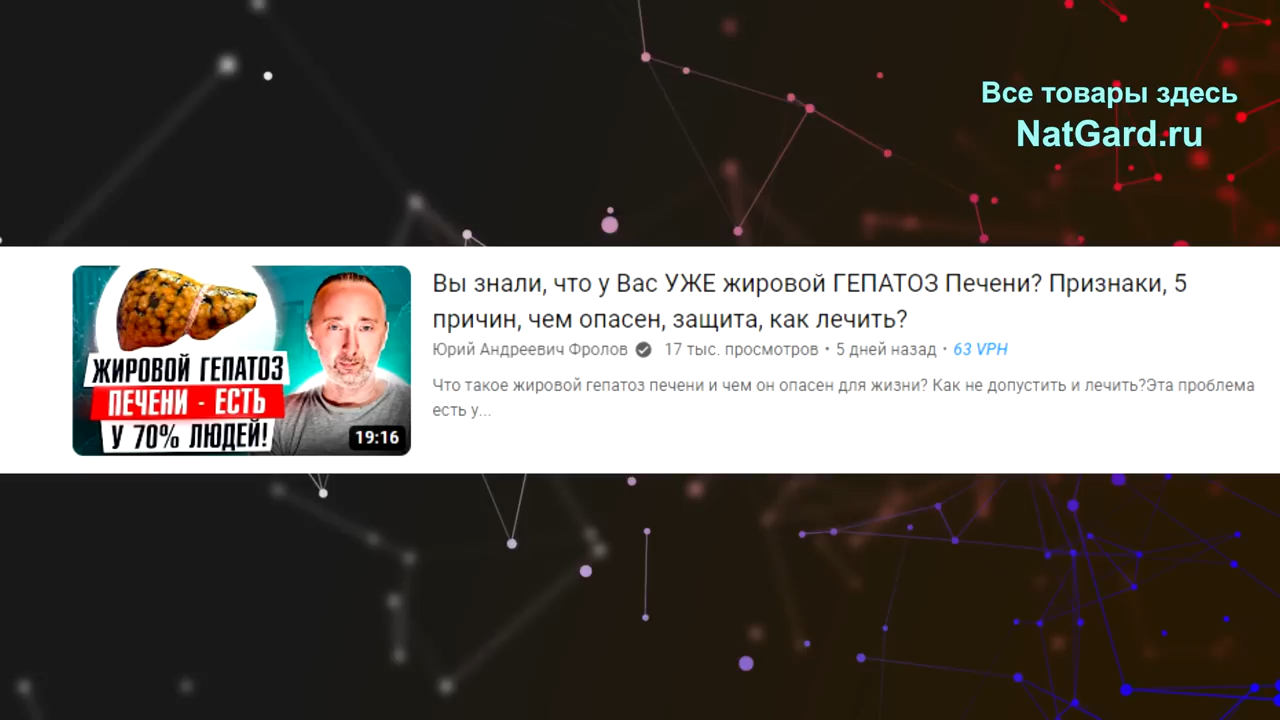 Все товары здесь
NatGard.ru
ЖИРОВОЙ ГЕПАТОЗ
ПЕЧЕНИ - ЕСТЬ
У 70% ЛЮДЕЙ!
19:16
Вы знали, что у Вас УЖЕ жировой ГЕПАТОЗ Печени? Признаки, 5
причин, чем опасен, защита, как лечить?
Юрий Андреевич Фролов 17 тыс. просмотров • 5 дней назад • 63 VPH
Что такое жировой гепатоз печени и чем он опасен для жизни? Как не допустить и лечить?Эта проблема
есть у...